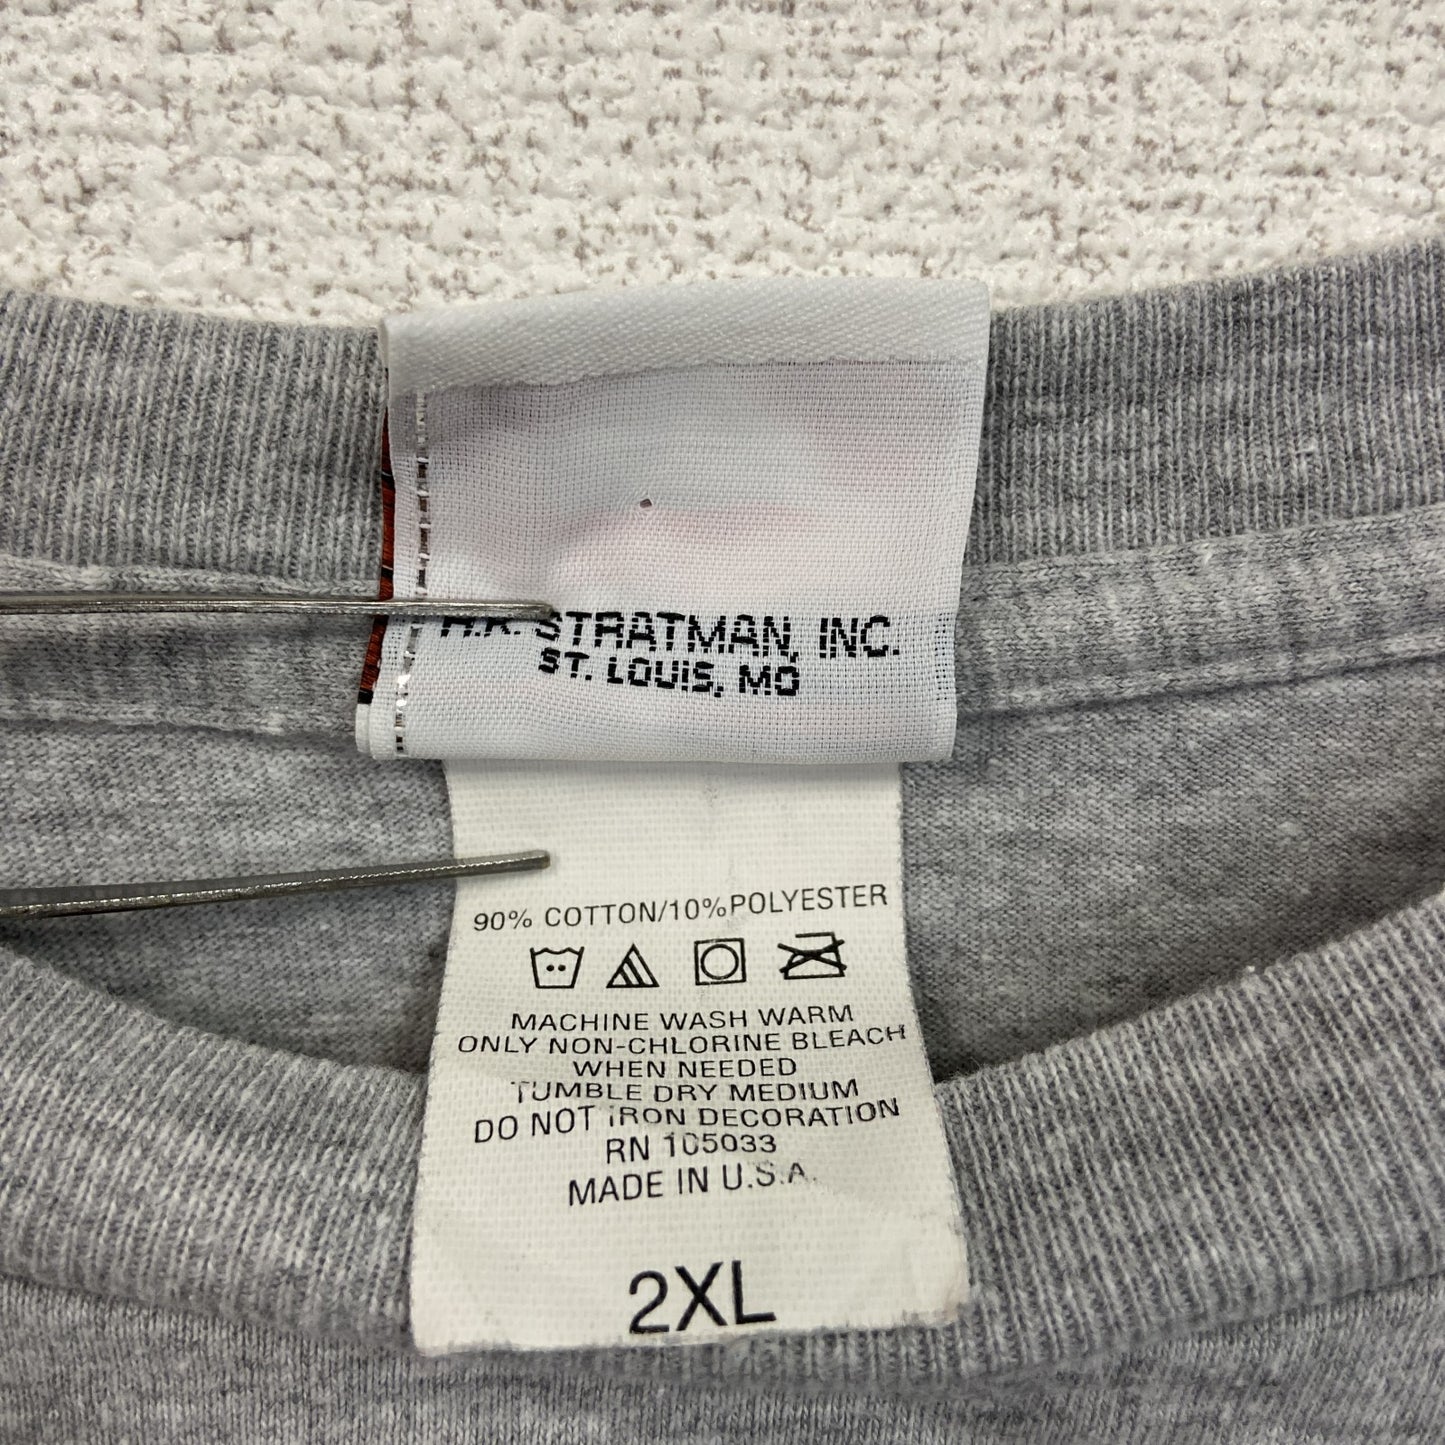 H.K. STRATMAN, INC.
ST. LOUIS, MO
90% COTTON/10%POLYESTER
MACHINE WASH WARM
ONLY NON-CHLORINE BLEACH
WHEN NEEDED
TUMBLE DRY MEDIUM
DO NOT IRON DECORATION
RN 105033
MADE IN U.S.A.
2XL